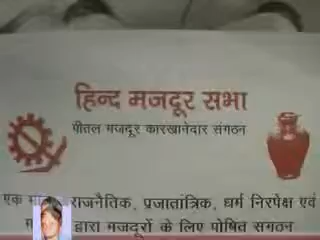 हिन्द मजदूर सभा
पीतल मजदूर कारखानेदार संगठन
एक राजनैतिक, प्रजातांत्रिक, धर्म निरपेक्ष एवं
द्वारा मजदूरों के लिए पोषित संगठन